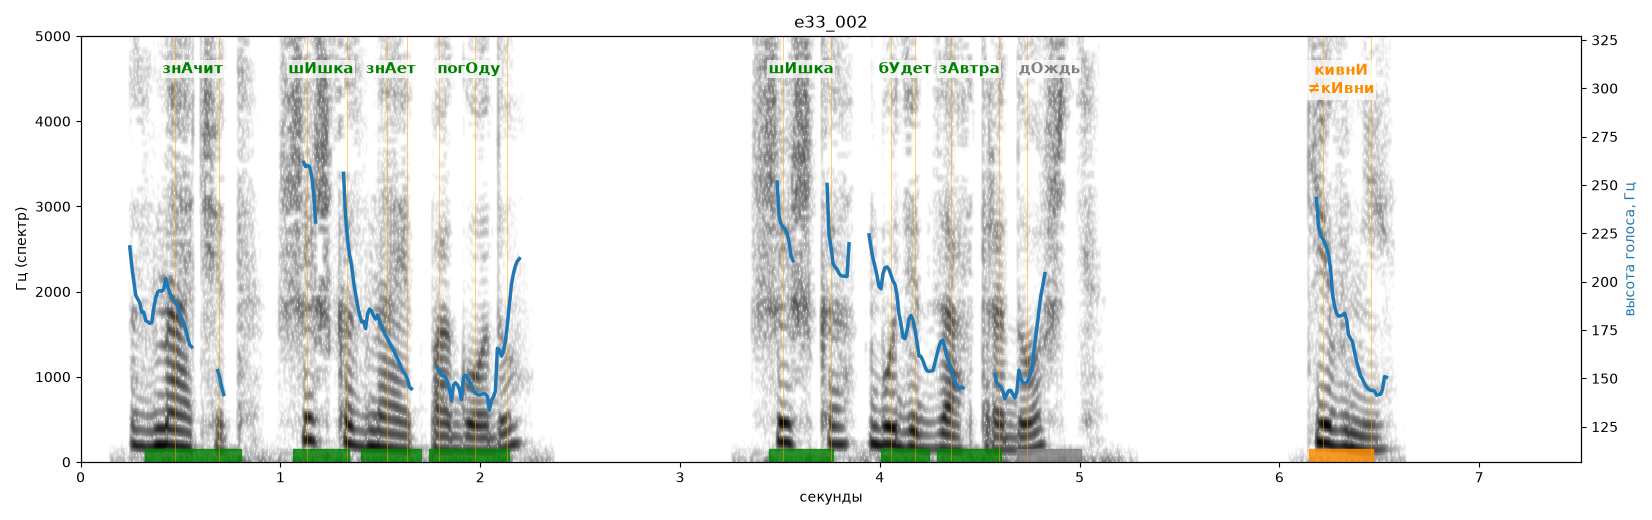 e33_002
5000
4000
3000
2000
1000
0
Гц (спектр)
знАчит шИшка знАет погОду шИшка бУдет зАвтра дОждь кивнИ
≠кИвни
325
300
275
250
225
200
175
150
125
высота голоса, Гц
0 1 2 3 4 5 6 7
секунды